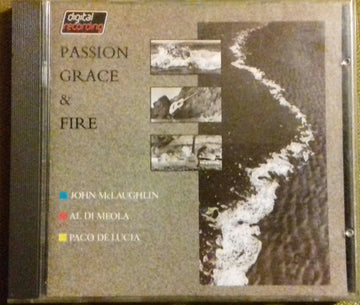 digital
recording
PASSION
GRACE
&
FIRE
JOHN McLAUGHLIN
AL DI MEOLA
PACO DE LUCIA